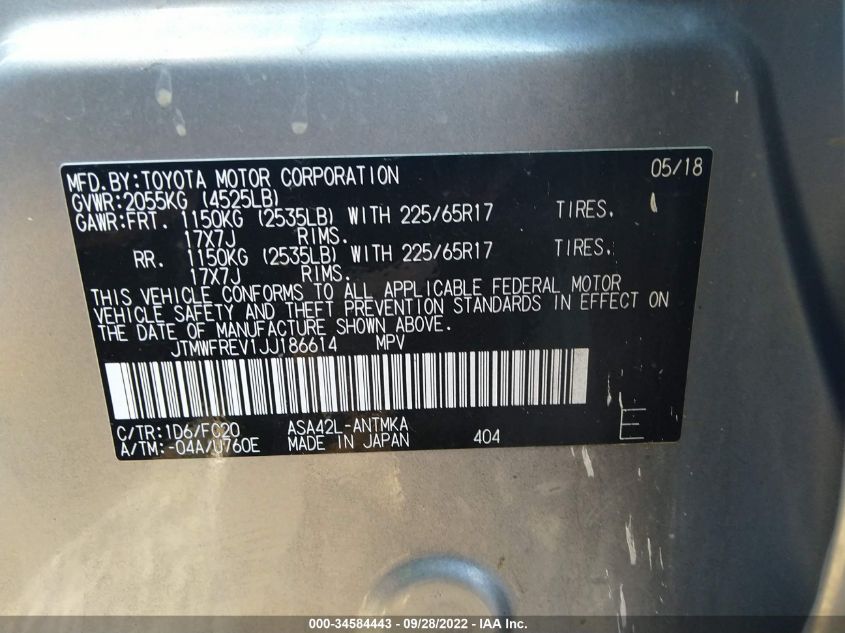 MFD.BY:TOYOTA MOTOR CORPORATION 05/18
GVWR:2055KG (4525LB)
GAWR:FRT. 1150KG (2535LB) WITH 225/65R17 TIRES.
17X7J RIMS.
RR. 1150KG (2535LB) WITH 225/65R17 TIRES.
17X7J RIMS.
THIS VEHICLE CONFORMS TO ALL APPLICABLE FEDERAL MOTOR
VEHICLE SAFETY AND THEFT PREVENTION STANDARDS IN EFFECT ON
THE DATE OF MANUFACTURE SHOWN ABOVE.
JTMWFREV1JJ186614 MPV
C/TR:1D6/FC20 ASA42L-ANTMKA
A/TM:-04A/U760E MADE IN JAPAN 404 E
000-34584443 - 09/28/2022 - IAA Inc.